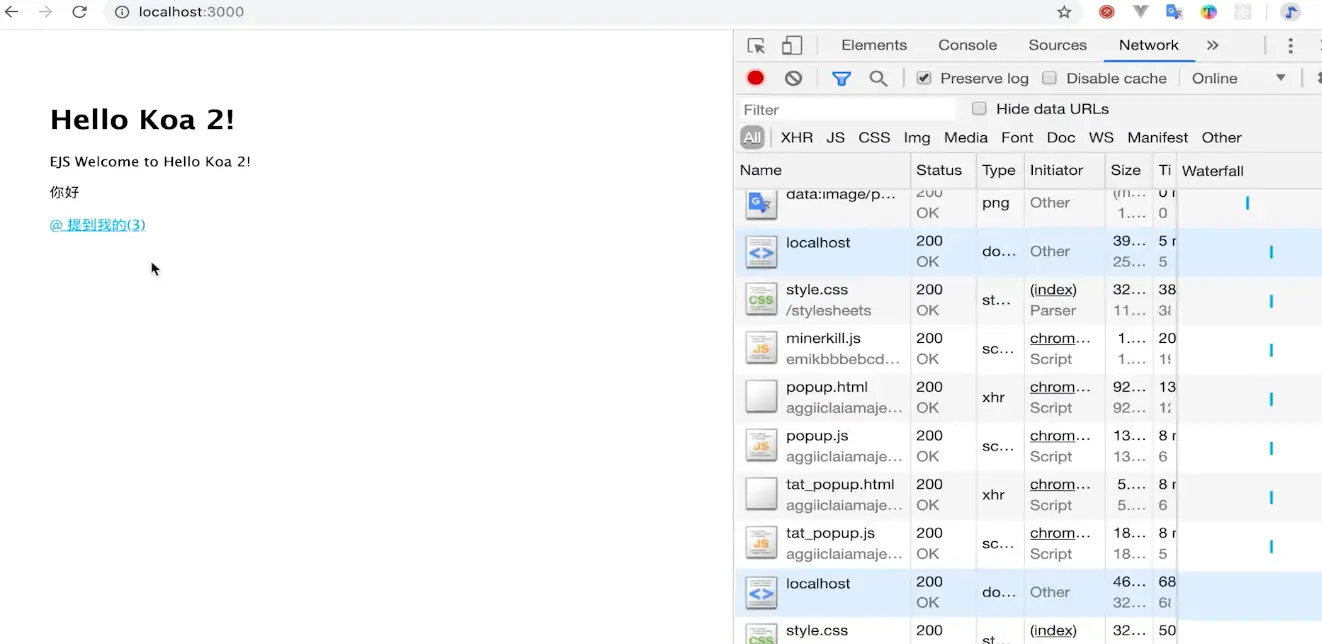 localhost:3000
Hello Koa 2!
EJS Welcome to Hello Koa 2!
你好
@ 提到我的(3)
Elements Console Sources Network »
Preserve log Disable cache Online
Filter Hide data URLs
All XHR JS CSS Img Media Font Doc WS Manifest Other
Name Status Type Initiator Size Ti Waterfall
data:image/p... 200 png Other (m...
OK 1.... 0
localhost 200 do... Other 39... 5
OK 25... 5
style.css 200 st... (index) 32... 38
/stylesheets OK Parser 11...
minerkill.js 200 sc... chrom... 1.... 20
emikbbbebcd... OK Script 1....
popup.html 200 xhr chrom... 92... 13
aggiiclaiamaje... OK Script 92...
popup.js 200 sc... chrom... 13... 8
aggiiclaiamaje... OK Script 13... 6
tat_popup.html 200 xhr chrom... 5.... 8
aggiiclaiamaje... OK Script 5.... 6
tat_popup.js 200 sc... chrom... 18... 8
aggiiclaiamaje... OK Script 18... 5
localhost 200 do... Other 46... 68
OK 32...
style.css 200 st... (index) 32... 50